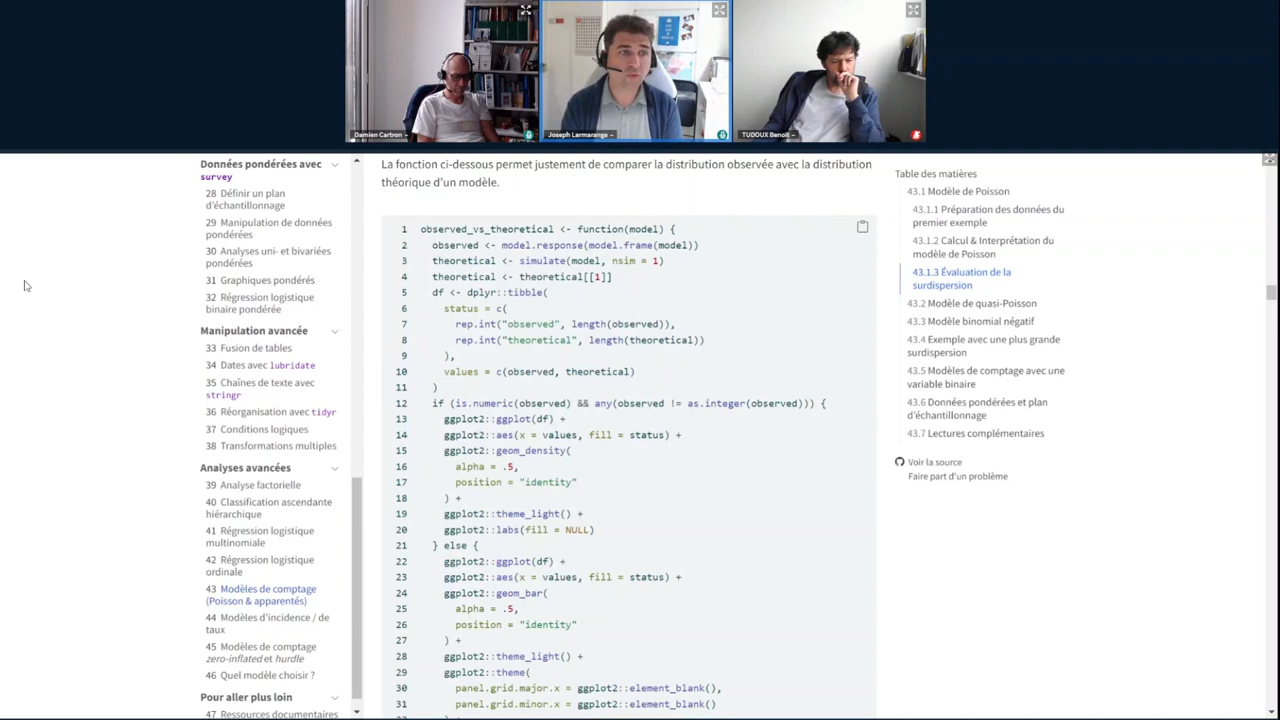 Damien Cartron
Joseph Larmarange
TUDOUX Benoit
Données pondérées avec
survey
28 Définir un plan
d'échantillonnage
29 Manipulation de données
pondérées
30 Analyses uni- et bivariées
pondérées
31 Graphiques pondérés
32 Régression logistique
binaire pondérée
Manipulation avancée
33 Fusion de tables
34 Dates avec lubridate
35 Chaînes de texte avec
stringr
36 Réorganisation avec tidyr
37 Conditions logiques
38 Transformations multiples
Analyses avancées
39 Analyse factorielle
40 Classification ascendante
hiérarchique
41 Régression logistique
multinomiale
42 Régression logistique
ordinale
43 Modèles de comptage
(Poisson & apparentés)
44 Modèles d'incidence / de
taux
45 Modèles de comptage
zero-inflated et hurdle
46 Quel modèle choisir ?
Pour aller plus loin
47 Ressources documentaires
La fonction ci-dessous permet justement de comparer la distribution observée avec la distribution
théorique d'un modèle.
1 observed_vs_theoretical <- function(model) {
2 observed <- model.response(model.frame(model))
3 theoretical <- simulate(model, nsim = 1)
4 theoretical <- theoretical[[1]]
5 df <- dplyr::tibble(
6 status = c(
7 rep.int("observed", length(observed)),
8 rep.int("theoretical", length(theoretical))
9 ),
10 values = c(observed, theoretical)
11 )
12 if (is.numeric(observed) && any(observed != as.integer(observed))) {
13 ggplot2::ggplot(df) +
14 ggplot2::aes(x = values, fill = status) +
15 ggplot2::geom_density(
16 alpha = .5,
17 position = "identity"
18 ) +
19 ggplot2::theme_light() +
20 ggplot2::labs(fill = NULL)
21 } else {
22 ggplot2::ggplot(df) +
23 ggplot2::aes(x = values, fill = status) +
24 ggplot2::geom_bar(
25 alpha = .5,
26 position = "identity"
27 ) +
28 ggplot2::theme_light() +
29 ggplot2::theme(
30 panel.grid.major.x = ggplot2::element_blank(),
31 panel.grid.minor.x = ggplot2::element_blank()
Table des matières
43.1 Modèle de Poisson
43.1.1 Préparation des données du
premier exemple
43.1.2 Calcul & Interprétation du
modèle de Poisson
43.1.3 Évaluation de la
surdispersion
43.2 Modèle de quasi-Poisson
43.3 Modèle binomial négatif
43.4 Exemple avec une plus grande
surdispersion
43.5 Modèles de comptage avec une
variable binaire
43.6 Données pondérées et plan
d'échantillonnage
43.7 Lectures complémentaires
Voir la source
Faire part d'un problème